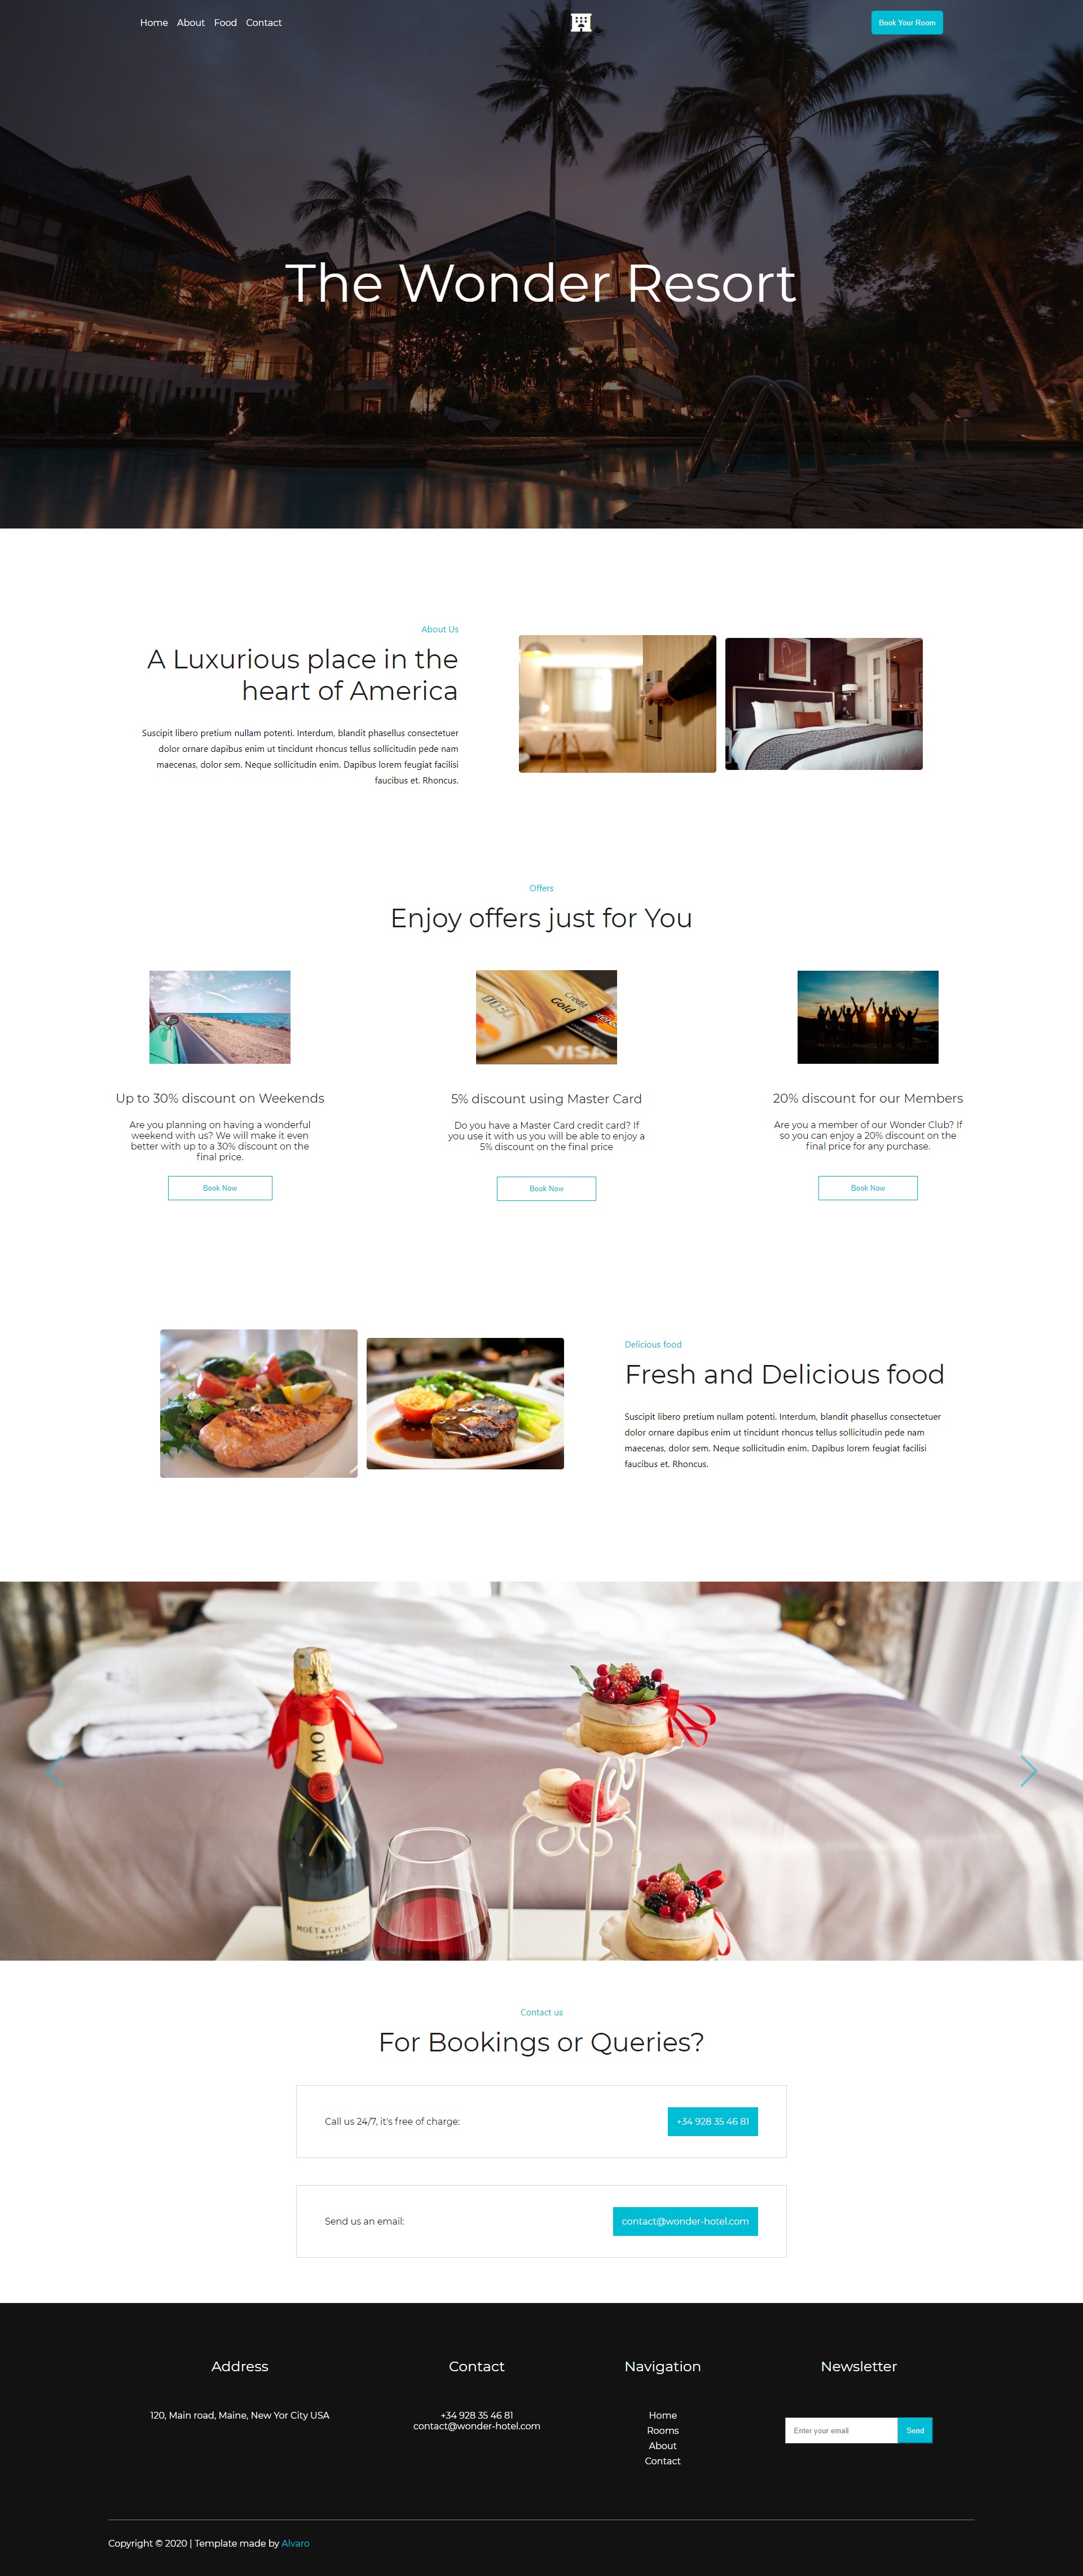 Home About Food Contact
Book Your Room
The Wonder Resort
About Us
A Luxurious place in the
heart of America
Suscipit libero pretium nullam potenti. Interdum, blandit phasellus consectetuer
dolor ornare dapibus enim ut tincidunt rhoncus tellus sollicitudin pede nam
maecenas, dolor sem. Neque sollicitudin enim. Dapibus lorem feugiat facilisi
faucibus et. Rhoncus.
Offers
Enjoy offers just for You
Up to 30% discount on Weekends
Are you planning on having a wonderful
weekend with us? We will make it even
better with up to a 30% discount on the
final price.
Book Now
Credit
Gold
VISA
5% discount using Master Card
Do you have a Master Card credit card? If
you use it with us you will be able to enjoy a
5% discount on the final price
Book Now
20% discount for our Members
Are you a member of our Wonder Club? If
so you can enjoy a 20% discount on the
final price for any purchase.
Book Now
Delicious food
Fresh and Delicious food
Suscipit libero pretium nullam potenti. Interdum, blandit phasellus consectetuer
dolor ornare dapibus enim ut tincidunt rhoncus tellus sollicitudin pede nam
maecenas, dolor sem. Neque sollicitudin enim. Dapibus lorem feugiat facilisi
faucibus et. Rhoncus.
MO
CHAMPAGNE
MOËT & CHANDON
IMPERIAL
BRUT
Contact us
For Bookings or Queries?
Call us 24/7, it's free of charge:
+34 928 35 46 81
Send us an email:
contact@wonder-hotel.com
Address
120, Main road, Maine, New Yor City USA
Contact
+34 928 35 46 81
contact@wonder-hotel.com
Navigation
Home
Rooms
About
Contact
Newsletter
Enter your email
Send
Copyright © 2020 | Template made by Alvaro